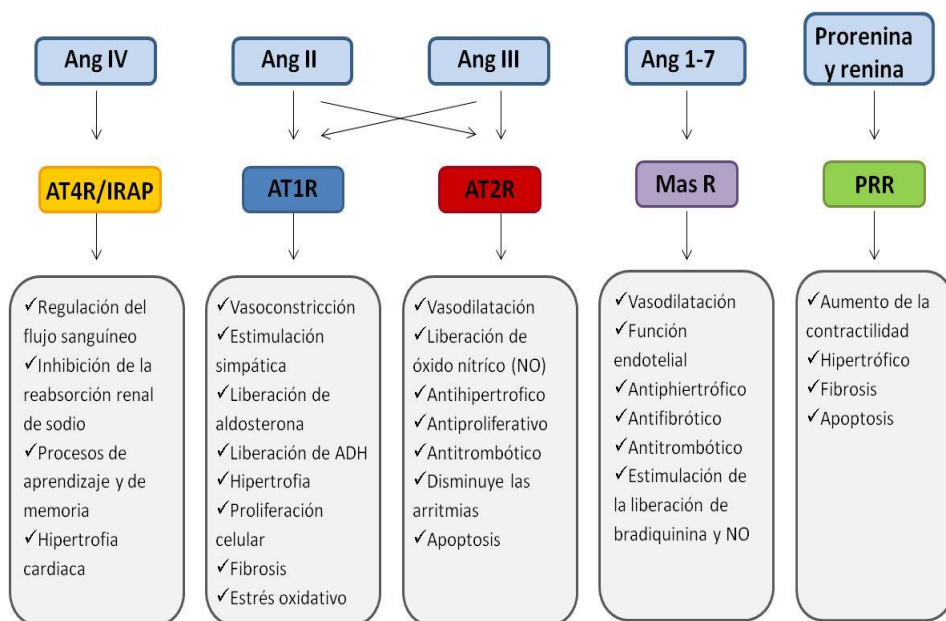 Ang IV
Ang II
Ang III
Ang 1-7
Prorenina
y renina
AT4R/IRAP
AT1R
AT2R
Mas R
PRR
✓Regulación del
flujo sanguíneo
✓Inhibición de la
reabsorción renal
de sodio
✓Procesos de
aprendizaje y de
memoria
✓Hipertrofia
cardiaca
✓Vasoconstricción
✓Estimulación
simpática
✓Liberación de
aldosterona
✓Liberación de ADH
✓Hipertrofia
✓Proliferación
celular
✓Fibrosis
✓Estrés oxidativo
✓Vasodilatación
✓Liberación de
óxido nítríco (NO)
✓Antihipertrofico
✓Antiproliferativo
✓Antitrombótico
✓Disminuye las
arritmias
✓Apoptosis
✓Vasodilatación
✓Función
endotelial
✓Antiphiertrófico
✓Antifibrótico
✓Antitrombótico
✓Estimulación de
la liberación de
bradiquinina y NO
✓Aumento de la
contractilidad
✓Hipertrófico
✓Fibrosis
✓Apoptosis